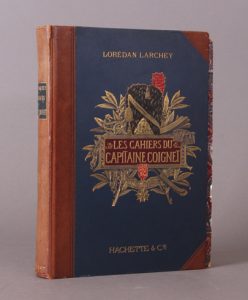 LORÉDAN LARCHEY
LES CAHIERS DU
CAPITAINE COIGNET
HACHETTE & Cie